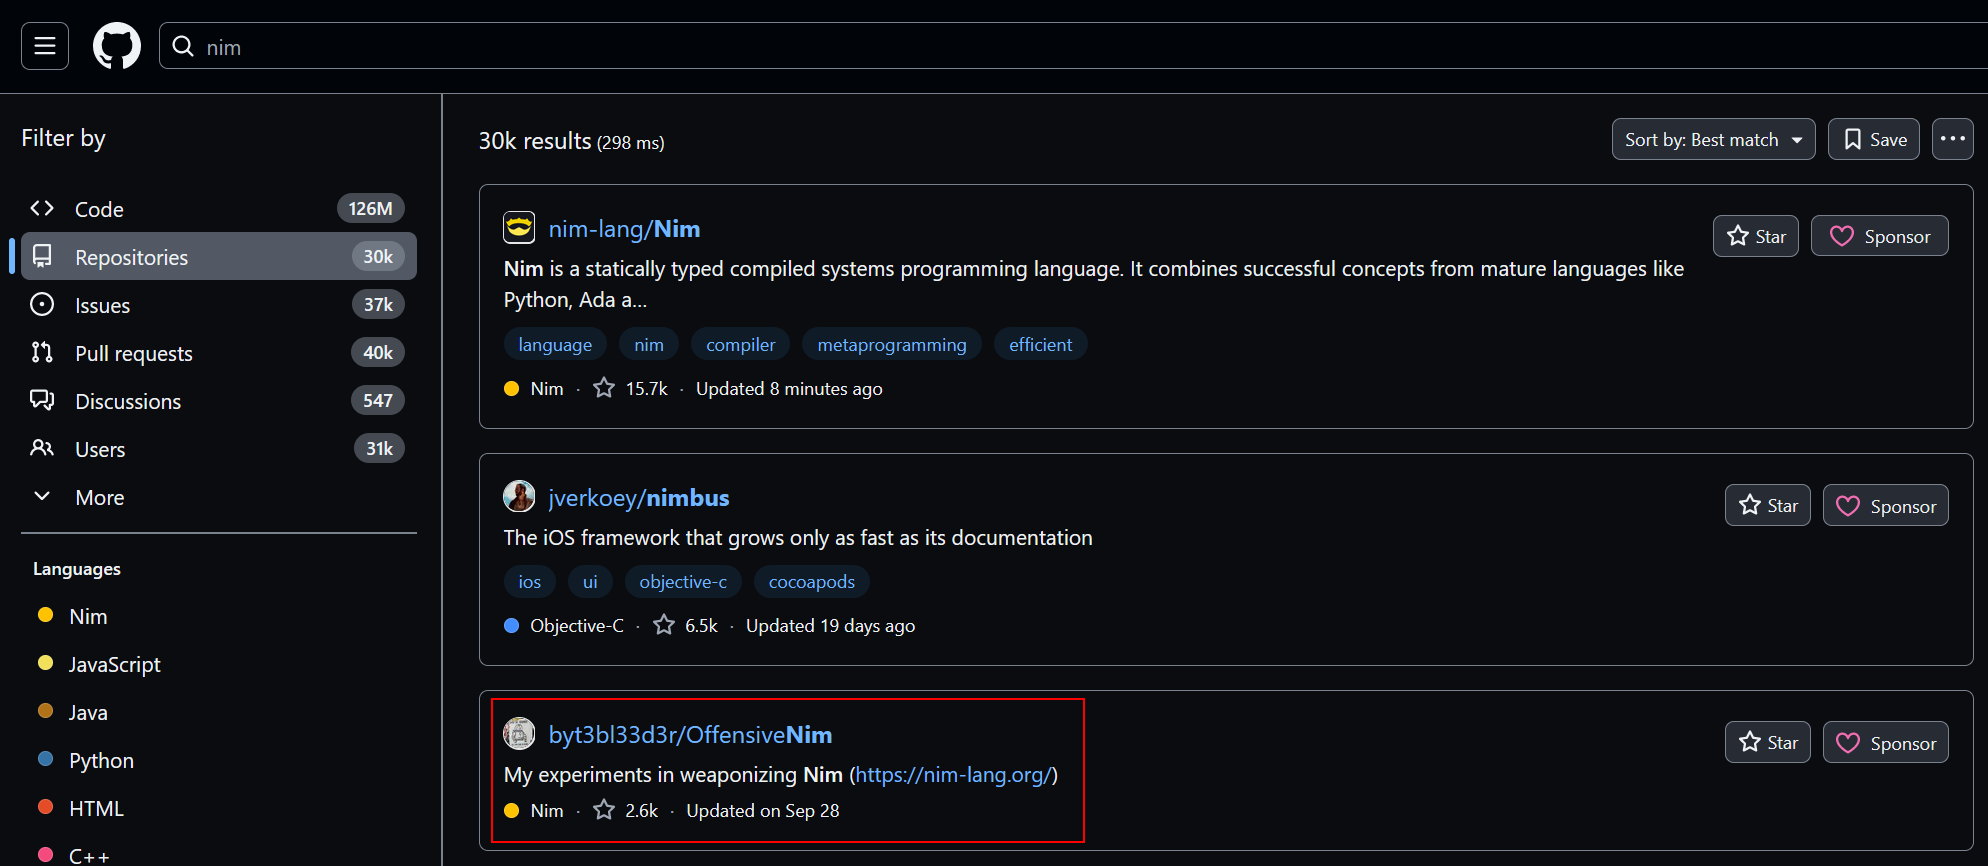 nim
Filter by
Code 126M
Repositories 30k
Issues 37k
Pull requests 40k
Discussions 547
Users 31k
More
Languages
Nim
JavaScript
Java
Python
HTML
C++
30k results (298 ms)
Sort by: Best match
Save
nim-lang/Nim
Star
Sponsor
Nim is a statically typed compiled systems programming language. It combines successful concepts from mature languages like
Python, Ada a...
language nim compiler metaprogramming efficient
Nim · 15.7k · Updated 8 minutes ago
jverkoey/nimbus
Star
Sponsor
The iOS framework that grows only as fast as its documentation
ios ui objective-c cocoapods
Objective-C · 6.5k · Updated 19 days ago
byt3bl33d3r/OffensiveNim
Star
Sponsor
My experiments in weaponizing Nim (https://nim-lang.org/)
Nim · 2.6k · Updated on Sep 28